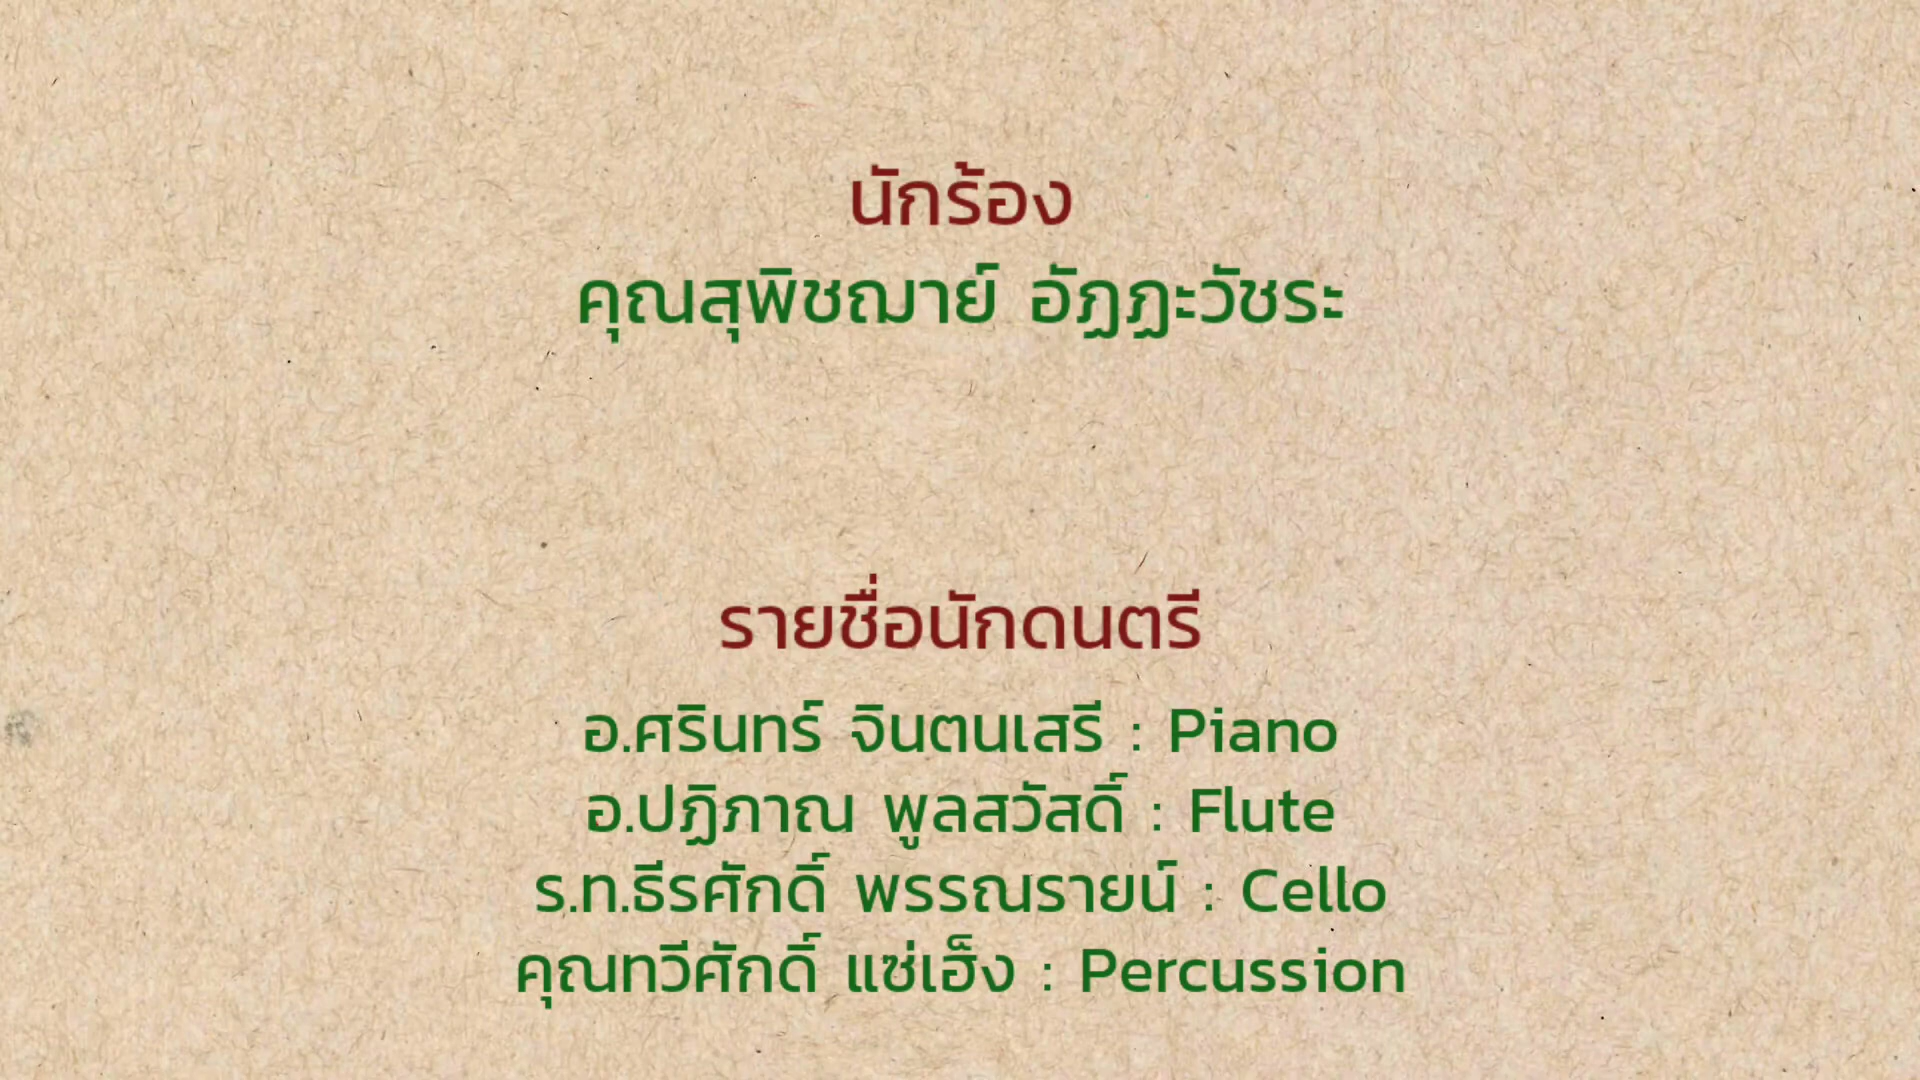 นักร้อง
คุณสุพิชฌาย์ อัฏฏะวัชระ
รายชื่อนักดนตรี
อ.ศรินทร์ จินตนเสรี : Piano
อ.ปฏิภาณ พูลสวัสดิ์ : Flute
ร.ท.ธีรศักดิ์ พรรณรายน์ : Cello
คุณทวีศักดิ์ แซ่เฮ็ง : Percussion